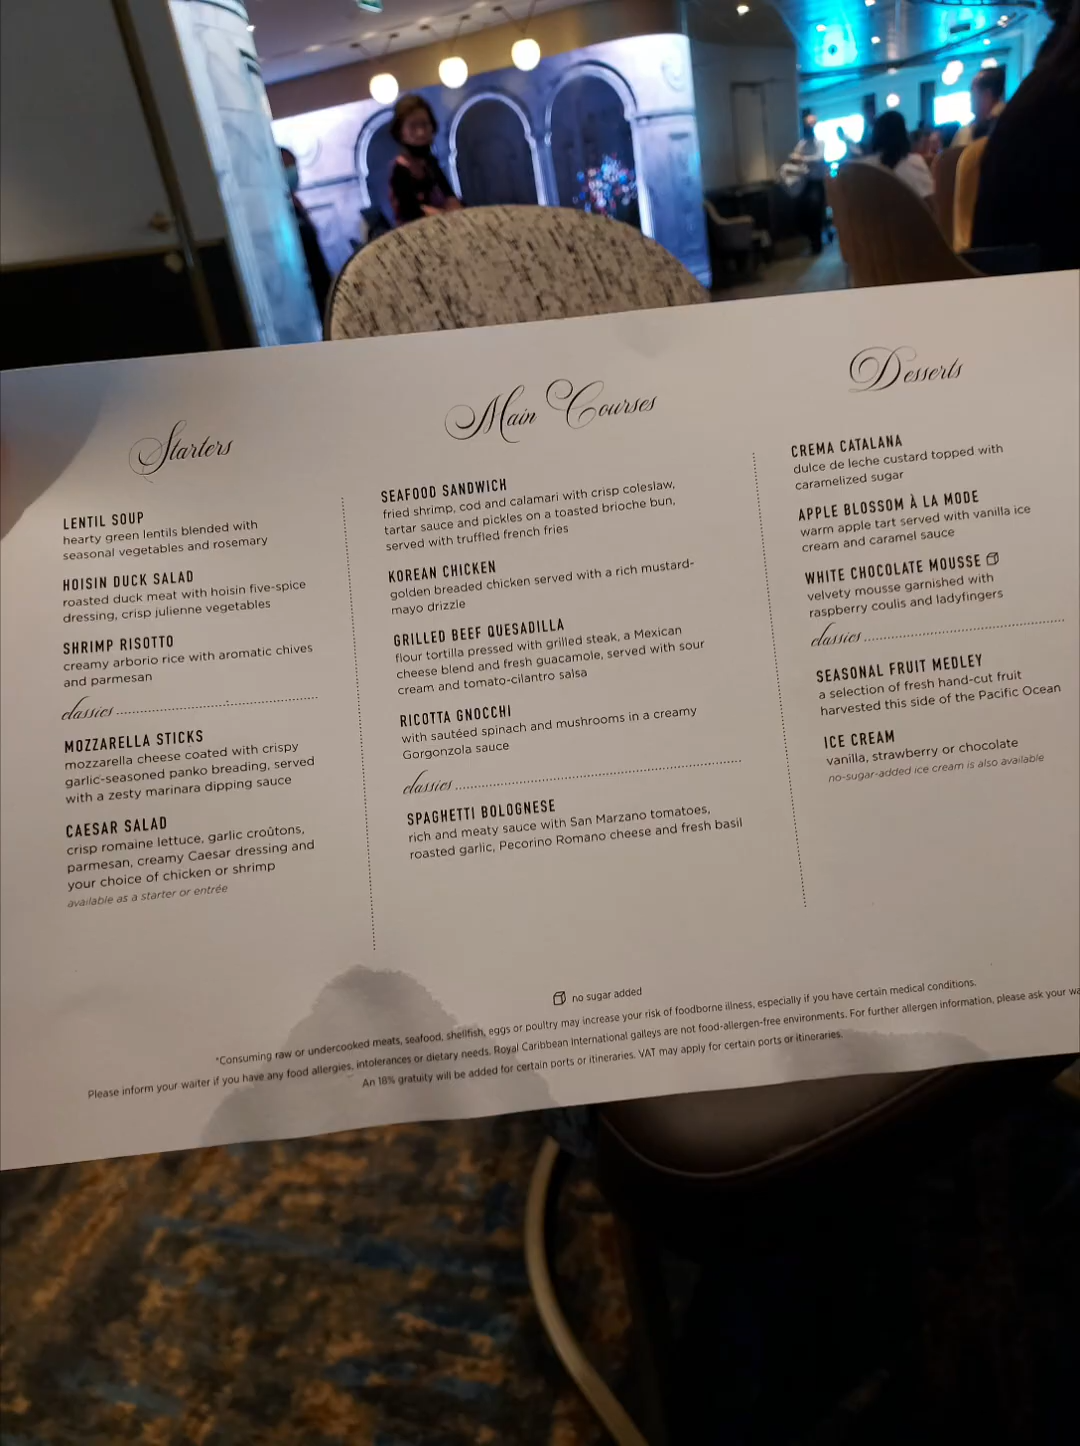 Starters
LENTIL SOUP
hearty green lentils blended with
seasonal vegetables and rosemary
HOISIN DUCK SALAD
roasted duck meat with hoisin five-spice
dressing, crisp julienne vegetables
SHRIMP RISOTTO
creamy arborio rice with aromatic chives
and parmesan
classics
MOZZARELLA STICKS
mozzarella cheese coated with crispy
garlic-seasoned panko breading, served
with a zesty marinara dipping sauce
CAESAR SALAD
crisp romaine lettuce, garlic croûtons,
parmesan, creamy Caesar dressing and
your choice of chicken or shrimp
available as a starter or entrée
Main Courses
SEAFOOD SANDWICH
fried shrimp, cod and calamari with crisp coleslaw,
tartar sauce and pickles on a toasted brioche bun,
served with truffled french fries
KOREAN CHICKEN
golden breaded chicken served with a rich mustard-
mayo drizzle
GRILLED BEEF QUESADILLA
flour tortilla pressed with grilled steak, a Mexican
cheese blend and fresh guacamole, served with sour
cream and tomato-cilantro salsa
RICOTTA GNOCCHI
with sautéed spinach and mushrooms in a creamy
Gorgonzola sauce
classics
SPAGHETTI BOLOGNESE
rich and meaty sauce with San Marzano tomatoes,
roasted garlic, Pecorino Romano cheese and fresh basil
Desserts
CREMA CATALANA
dulce de leche custard topped with
caramelized sugar
APPLE BLOSSOM À LA MODE
warm apple tart served with vanilla ice
cream and caramel sauce
WHITE CHOCOLATE MOUSSE
velvety mousse garnished with
raspberry coulis and ladyfingers
classics
SEASONAL FRUIT MEDLEY
a selection of fresh hand-cut fruit
harvested this side of the Pacific Ocean
ICE CREAM
vanilla, strawberry or chocolate
no-sugar-added ice cream is also available
no sugar added
*Consuming raw or undercooked meats, seafood, shellfish, eggs or poultry may increase your risk of foodborne illness, especially if you have certain medical conditions.
Please inform your waiter if you have any food allergies, intolerances or dietary needs. Royal Caribbean International galleys are not food-allergen-free environments. For further allergen information, please ask your
An 18% gratuity will be added for certain ports or itineraries. VAT may apply for certain ports or itineraries.